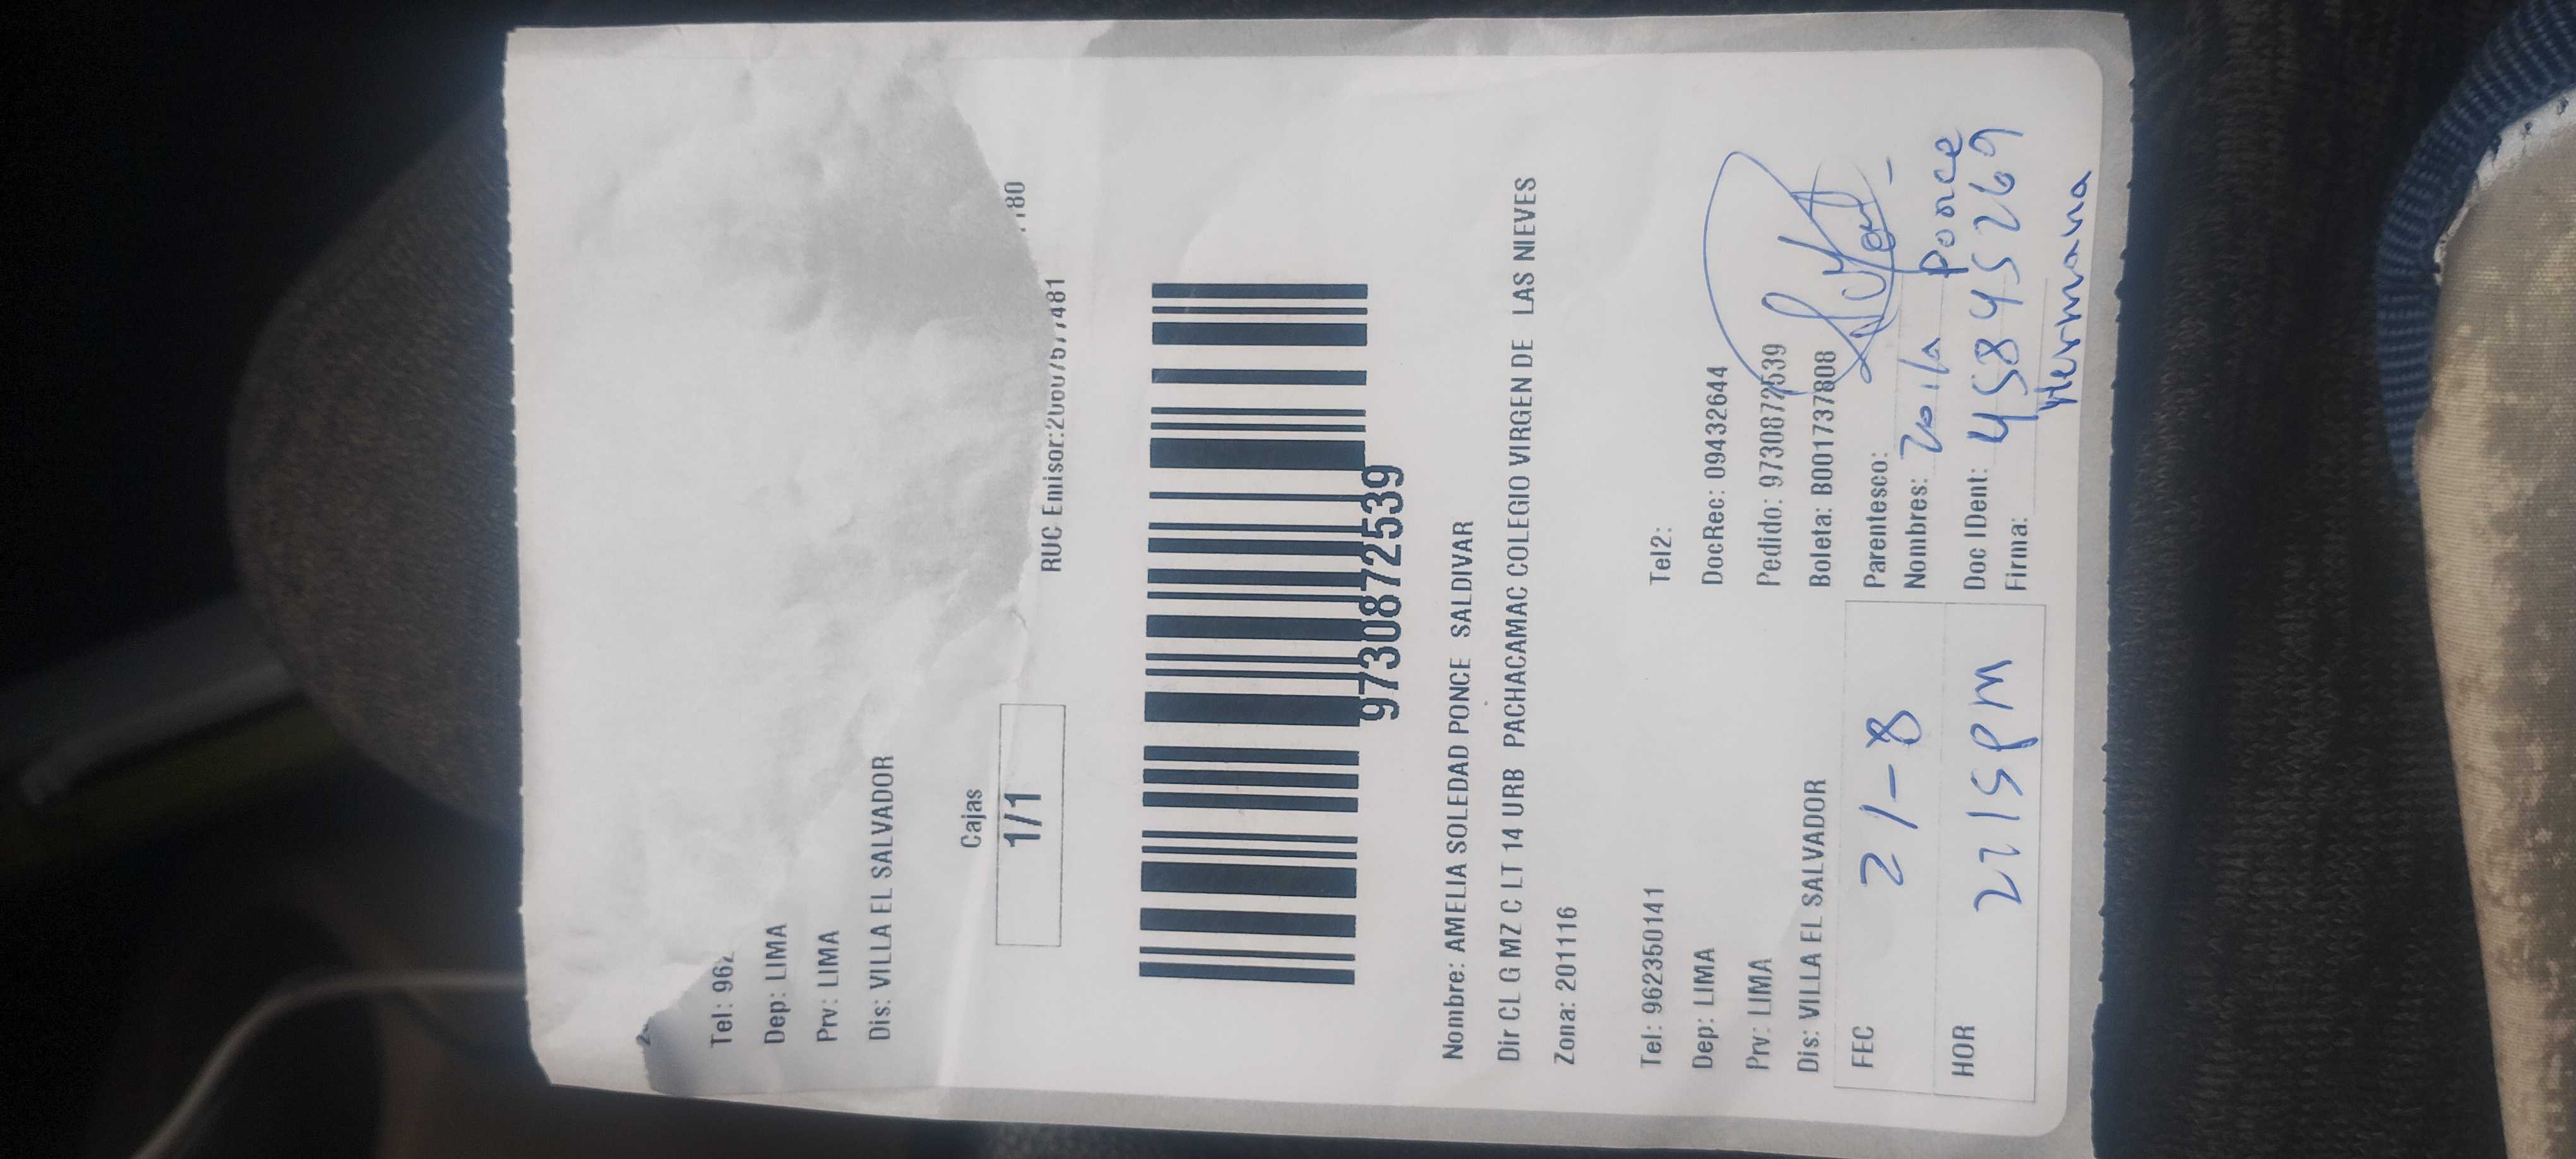 Tel: 962
Dep: LIMA
Prv: LIMA
Dis: VILLA EL SALVADOR
Cajas
1/1
RUC Emisor:
9730872539
Nombre: AMELIA SOLEDAD PONCE SALDIVAR
Dir CL G MZ C LT 14 URB PACHACAMAC COLEGIO VIRGEN DE LAS NIEVES
Zona: 201116
Tel: 962350141 Tel2:
Dep: LIMA DocRec: 09432644
Prv: LIMA Pedido: 9730872539
Dis: VILLA EL SALVADOR Boleta: B001737808
FEC 21-8 Parentesco:
Nombres: Zoila Ponce
HOR 2215pm Doc IDent: 45845269
Firma: Hermana